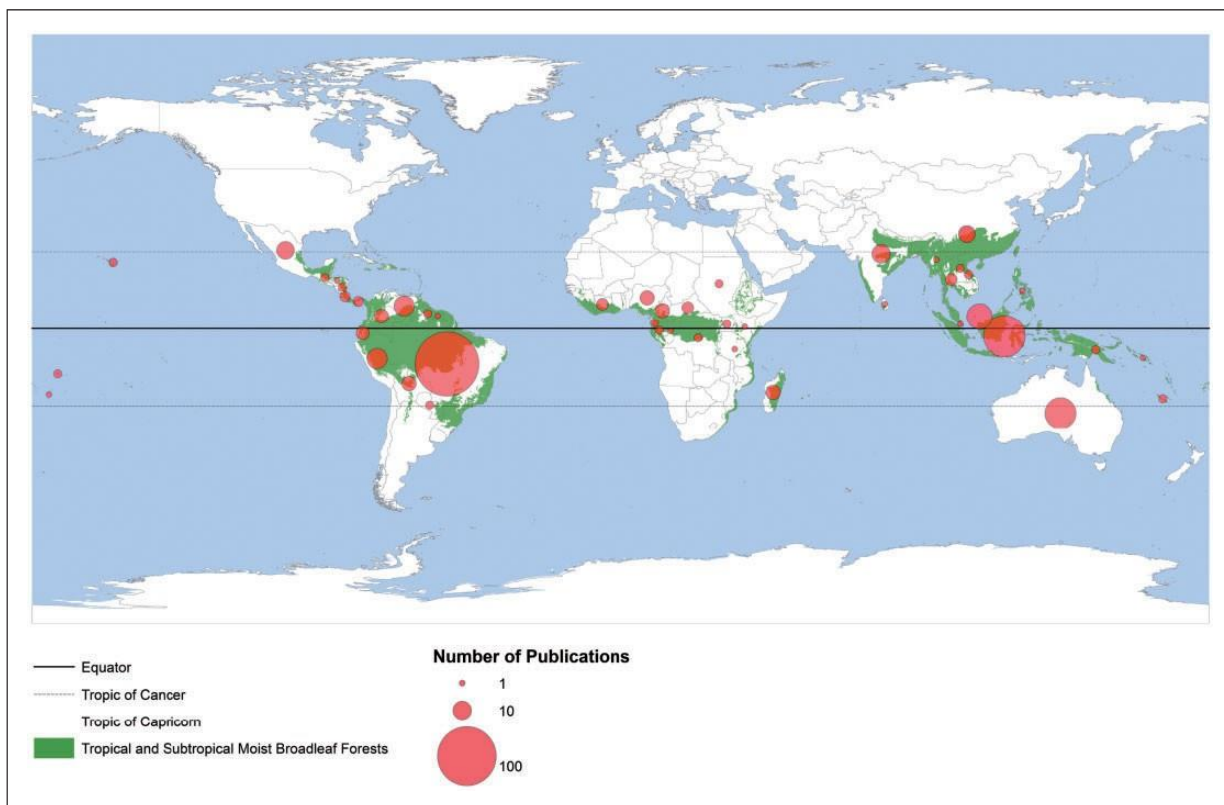 Equator
Tropic of Cancer
Tropic of Capricorn
Tropical and Subtropical Moist Broadleaf Forests
Number of Publications
1
10
100